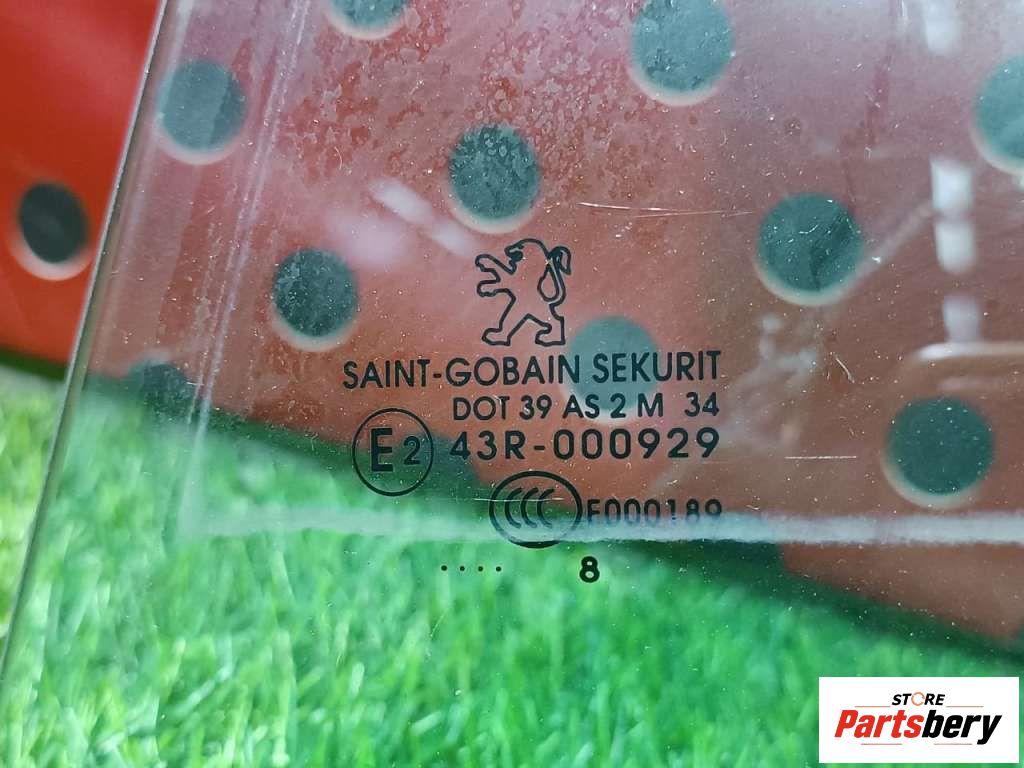 SAINT-GOBAIN SEKURIT
DOT 39 AS 2 M 34
E2 43R-000929
CCC E000189
.... 8
STORE
Partsbery